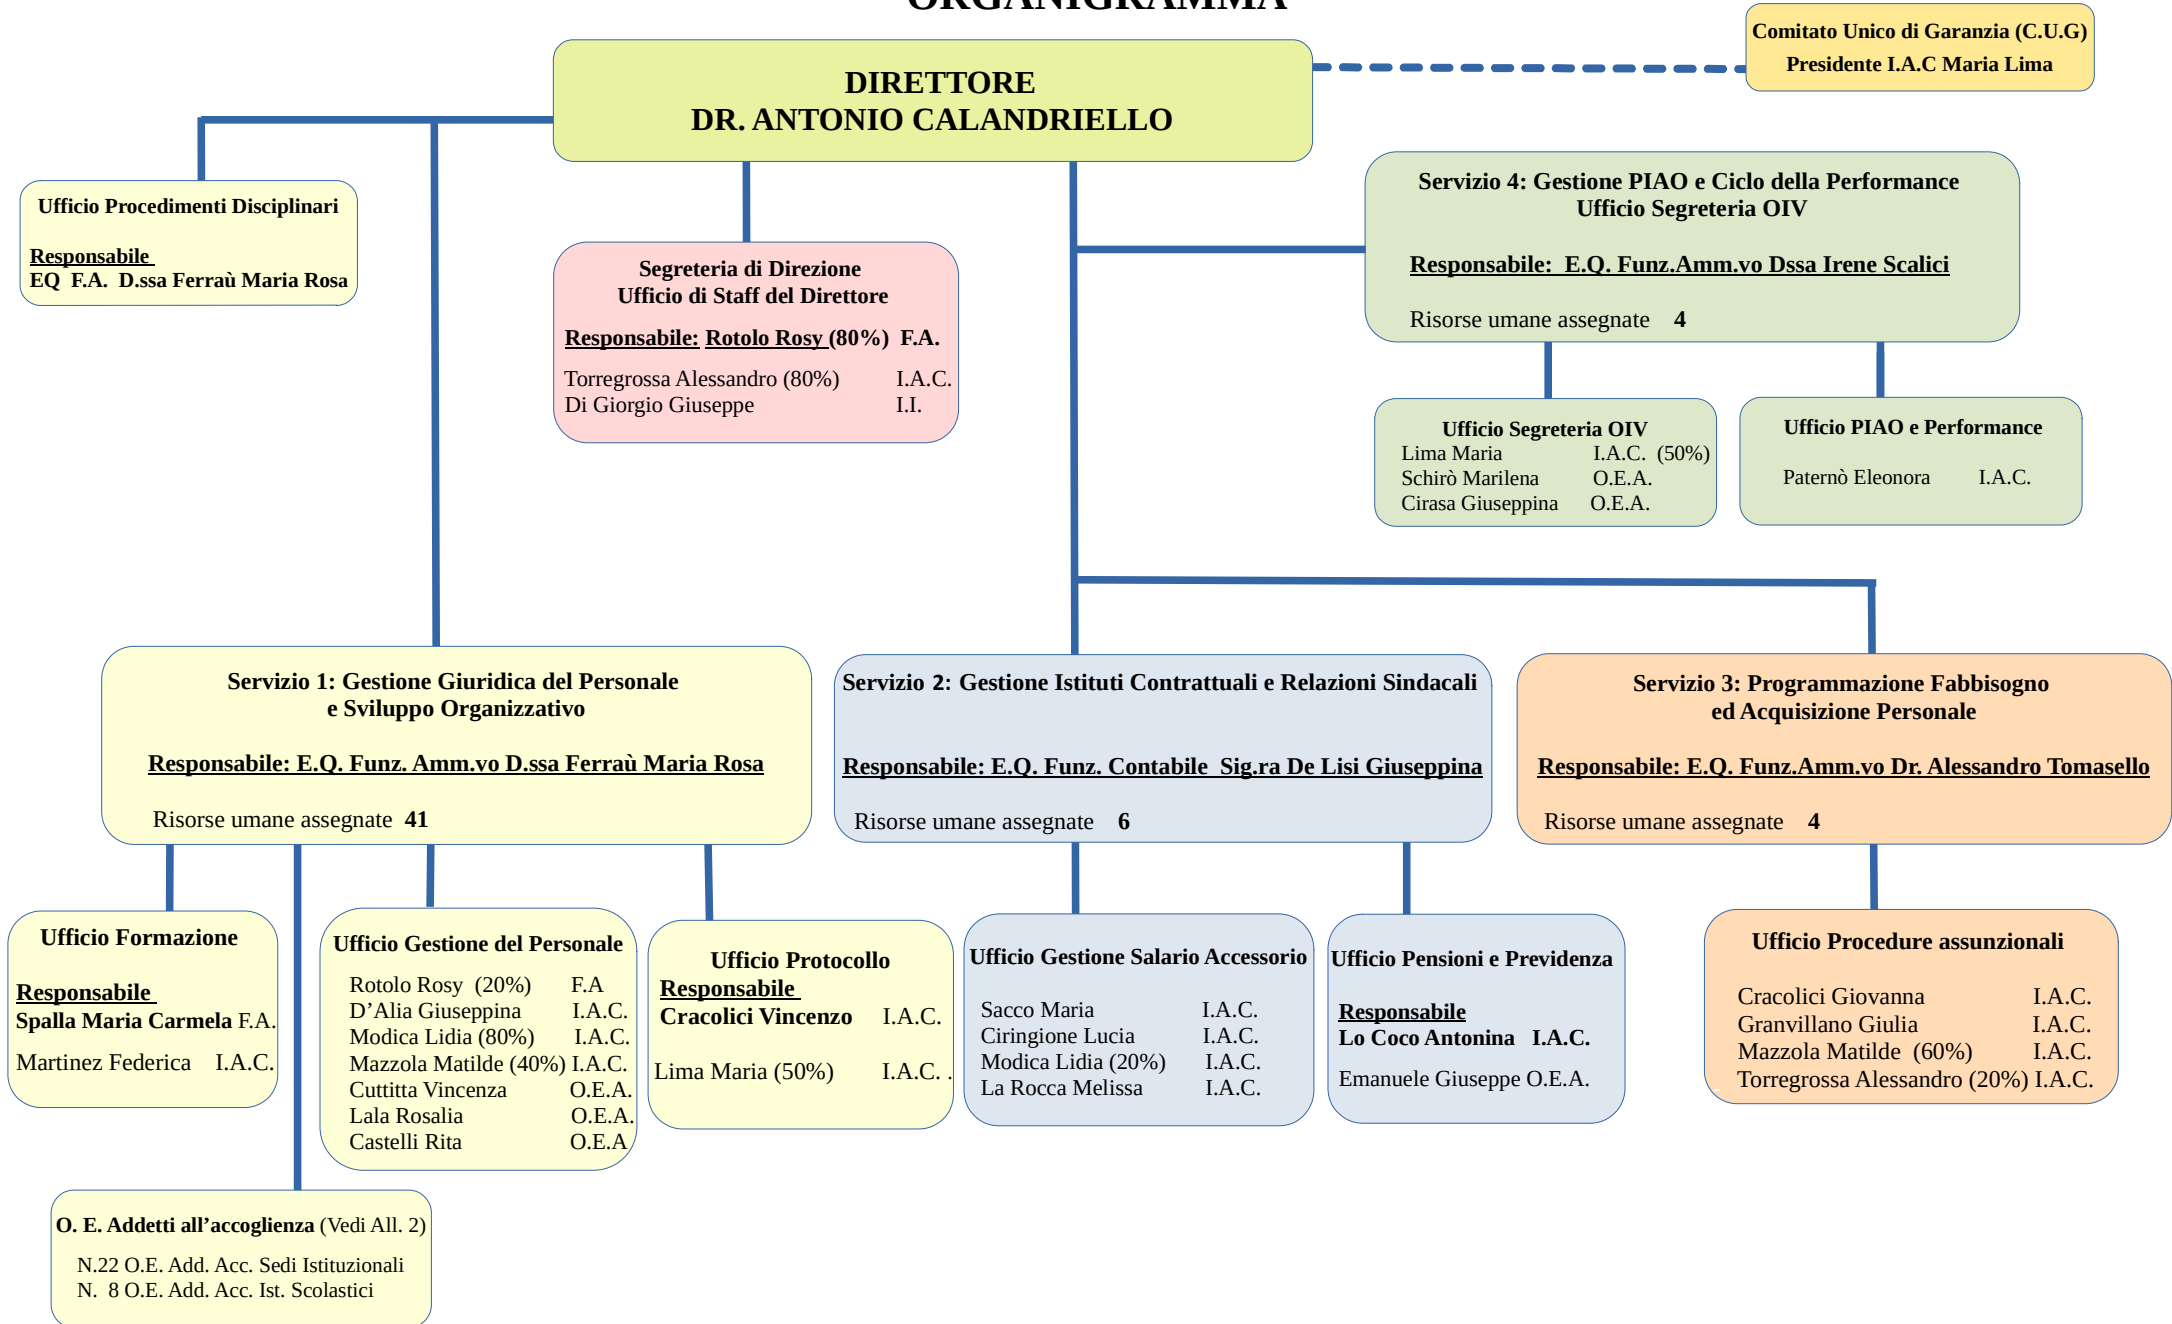 ORGANIGRAMMA
Comitato Unico di Garanzia (C.U.G)
Presidente I.A.C Maria Lima
DIRETTORE
DR. ANTONIO CALANDRIELLO
Ufficio Procedimenti Disciplinari
Responsabile
EQ F.A. D.ssa Ferraù Maria Rosa
Segreteria di Direzione
Ufficio di Staff del Direttore
Responsabile: Rotolo Rosy (80%) F.A.
Torregrossa Alessandro (80%) I.A.C.
Di Giorgio Giuseppe I.I.
Servizio 4: Gestione PIAO e Ciclo della Performance
Ufficio Segreteria OIV
Responsabile: E.Q. Funz.Amm.vo Dssa Irene Scalici
Risorse umane assegnate 4
Ufficio Segreteria OIV
Lima Maria I.A.C. (50%)
Schirò Marilena O.E.A.
Cirasa Giuseppina O.E.A.
Ufficio PIAO e Performance
Paternò Eleonora I.A.C.
Servizio 1: Gestione Giuridica del Personale
e Sviluppo Organizzativo
Responsabile: E.Q. Funz. Amm.vo D.ssa Ferraù Maria Rosa
Risorse umane assegnate 41
Servizio 2: Gestione Istituti Contrattuali e Relazioni Sindacali
Responsabile: E.Q. Funz. Contabile Sig.ra De Lisi Giuseppina
Risorse umane assegnate 6
Servizio 3: Programmazione Fabbisogno
ed Acquisizione Personale
Responsabile: E.Q. Funz.Amm.vo Dr. Alessandro Tomasello
Risorse umane assegnate 4
Ufficio Formazione
Responsabile
Spalla Maria Carmela F.A.
Martinez Federica I.A.C.
Ufficio Gestione del Personale
Rotolo Rosy (20%) F.A
D’Alia Giuseppina I.A.C.
Modica Lidia (80%) I.A.C.
Mazzola Matilde (40%) I.A.C.
Cuttitta Vincenza O.E.A.
Lala Rosalia O.E.A.
Castelli Rita O.E.A
Ufficio Protocollo
Responsabile
Cracolici Vincenzo I.A.C.
Lima Maria (50%) I.A.C. .
Ufficio Gestione Salario Accessorio
Sacco Maria I.A.C.
Ciringione Lucia I.A.C.
Modica Lidia (20%) I.A.C.
La Rocca Melissa I.A.C.
Ufficio Pensioni e Previdenza
Responsabile
Lo Coco Antonina I.A.C.
Emanuele Giuseppe O.E.A.
Ufficio Procedure assunzionali
Cracolici Giovanna I.A.C.
Granvillano Giulia I.A.C.
Mazzola Matilde (60%) I.A.C.
Torregrossa Alessandro (20%) I.A.C.
O. E. Addetti all’accoglienza (Vedi All. 2)
N.22 O.E. Add. Acc. Sedi Istituzionali
N. 8 O.E. Add. Acc. Ist. Scolastici